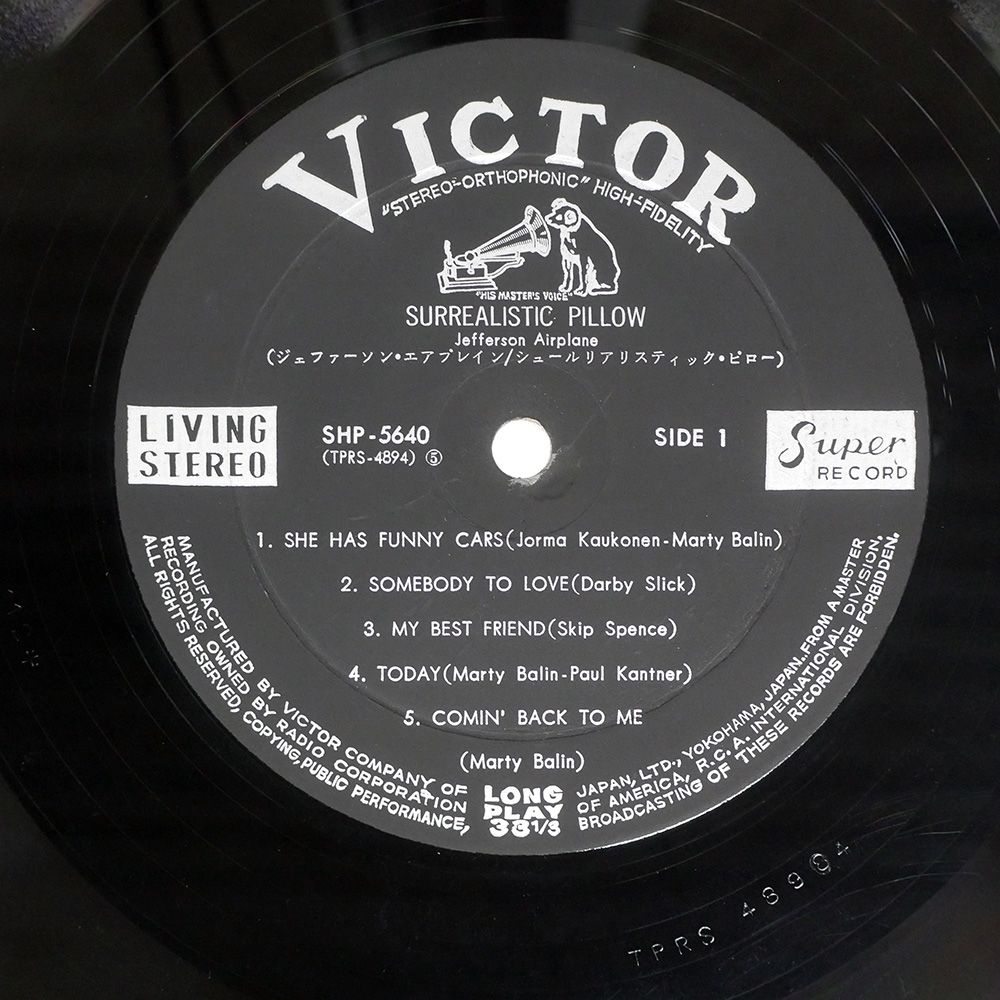 VICTOR
"STEREO-ORTHOPHONIC" HIGH-FIDELITY
"HIS MASTER'S VOICE"
SURREALISTIC PILLOW
Jefferson Airplane
(ジェファーソン・エアプレイン/シュールリアリスティック・ピロー)
LIVING
STEREO
SHP-5640
(TPRS-4894) ⑤
SIDE 1
Super
RECORD
1. SHE HAS FUNNY CARS(Jorma Kaukonen-Marty Balin)
2. SOMEBODY TO LOVE(Darby Slick)
3. MY BEST FRIEND(Skip Spence)
4. TODAY(Marty Balin-Paul Kantner)
5. COMIN' BACK TO ME
(Marty Balin)
MANUFACTURED BY VICTOR COMPANY OF
RECORDING OWNED BY RADIO CORPORATION
ALL RIGHTS RESERVED, COPYING, PUBLIC PERFORMANCE,
LONG
PLAY
33 1/3
JAPAN, LTD., YOKOHAMA, JAPAN. FROM A MASTER
OF AMERICA, R.C.A. INTERNATIONAL DIVISION.
BROADCASTING OF THESE RECORDS ARE FORBIDDEN.
TPRS 4894